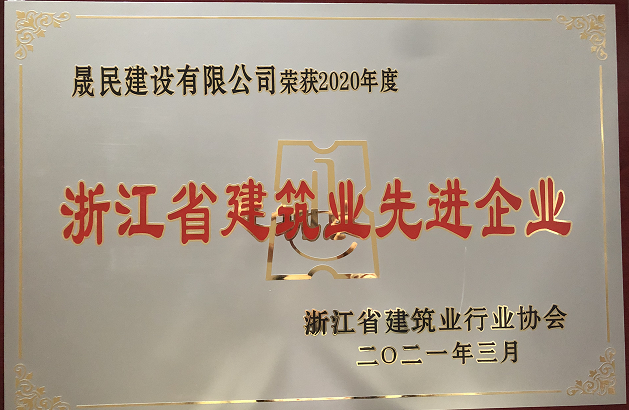 晟民建设有限公司荣获2020年度
浙江省建筑业先进企业
浙江省建筑业行业协会
二〇二一年三月